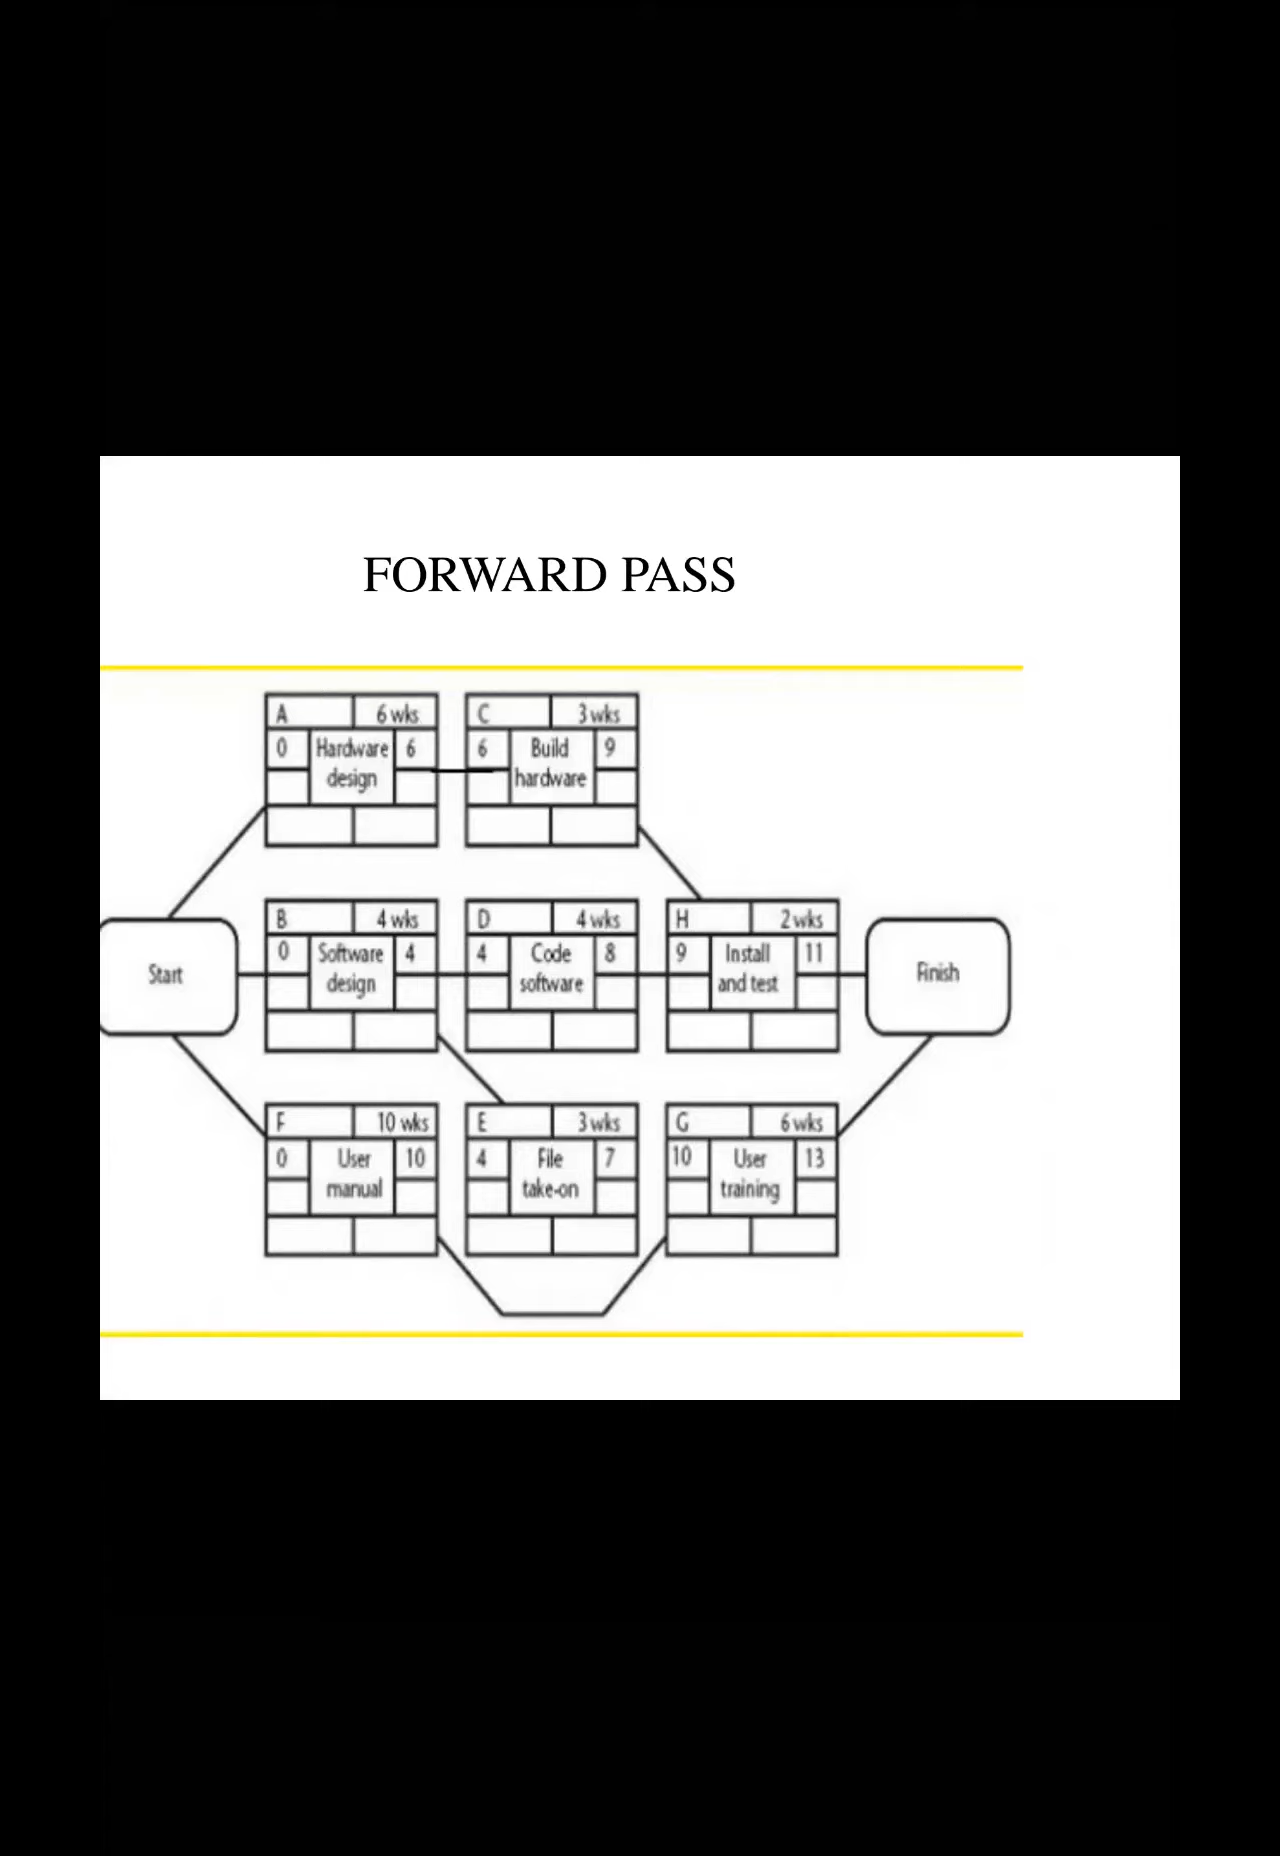 FORWARD PASS
A 6 wks
0 Hardware 6
design
C 3 wks
6 Build 9
hardware
B 4 wks
0 Software 4
design
D 4 wks
4 Code 8
software
H 2 wks
9 Install 11
and test
Start
Finish
F 10 wks
0 User 10
manual
E 3 wks
4 File 7
take-on
G 6 wks
10 User 13
training